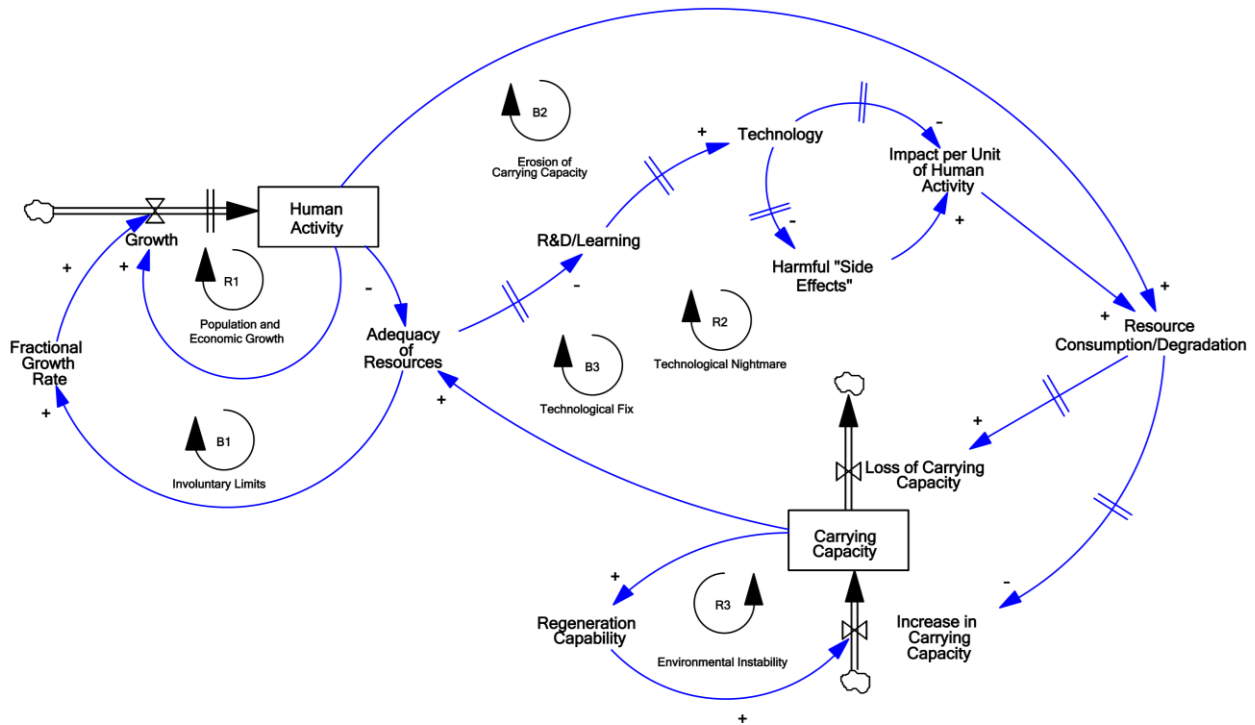 B2
Erosion of
Carrying Capacity
+
Technology
-
Impact per Unit
of Human
Activity
Human
Activity
Growth
+
+
R1
Population and
Economic Growth
R&D/Learning
-
-
Harmful "Side
Effects"
+
-
Adequacy
of
Resources
R2
Technological Nightmare
B3
Technological Fix
+
+
Resource
Consumption/Degradation
Fractional
Growth
Rate
+
B1
Involuntary Limits
+
+
Loss of Carrying
Capacity
Carrying
Capacity
+
R3
Environmental Instability
Regeneration
Capability
-
Increase in
Carrying
Capacity
+